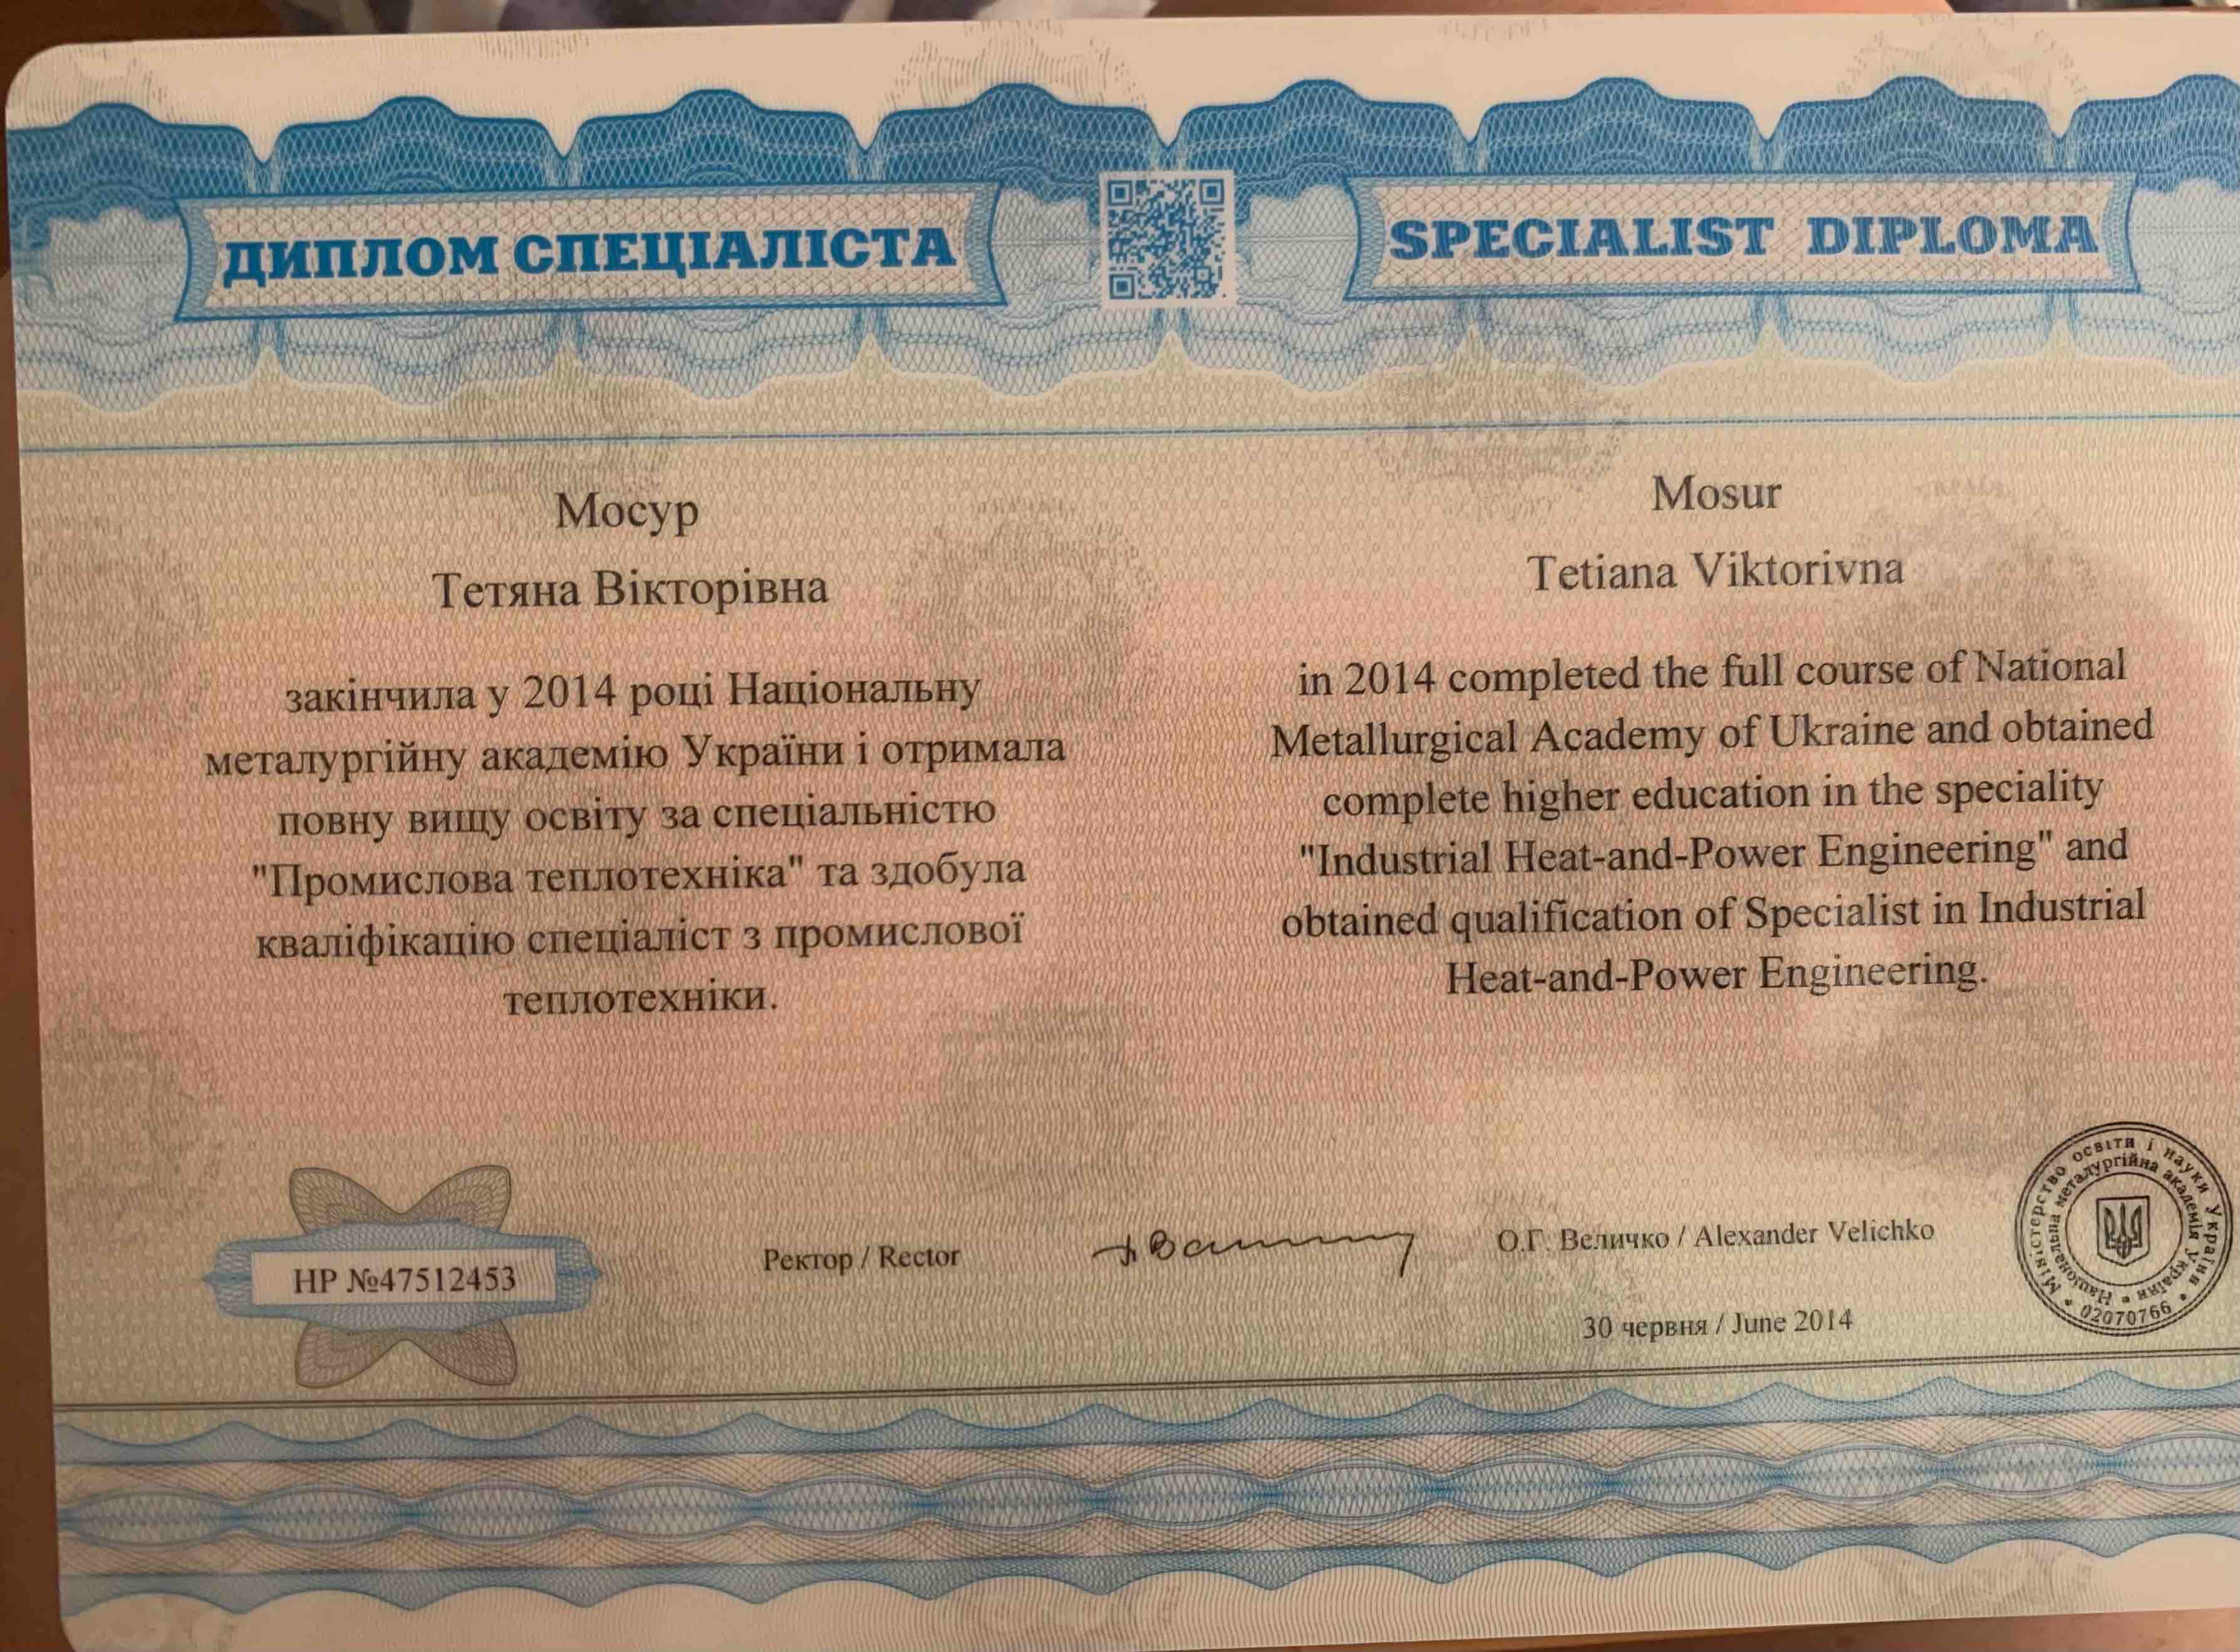 ДИПЛОМ СПЕЦІАЛІСТА
Мосур
Тетяна Вікторівна
закінчила у 2014 році Національну
металургійну академію України і отримала
повну вищу освіту за спеціальністю
"Промислова теплотехніка" та здобула
кваліфікацію спеціаліст з промислової
теплотехніки.
SPECIALIST DIPLOMA
Mosur
Tetiana Viktorivna
in 2014 completed the full course of National
Metallurgical Academy of Ukraine and obtained
complete higher education in the speciality
"Industrial Heat-and-Power Engineering" and
obtained qualification of Specialist in Industrial
Heat-and-Power Engineering.
НР №47512453
Ректор / Rector
О.Г. Величко / Alexander Velichko
30 червня / June 2014
Міністерство освіти і науки України
Національна металургійна академія України
02070766